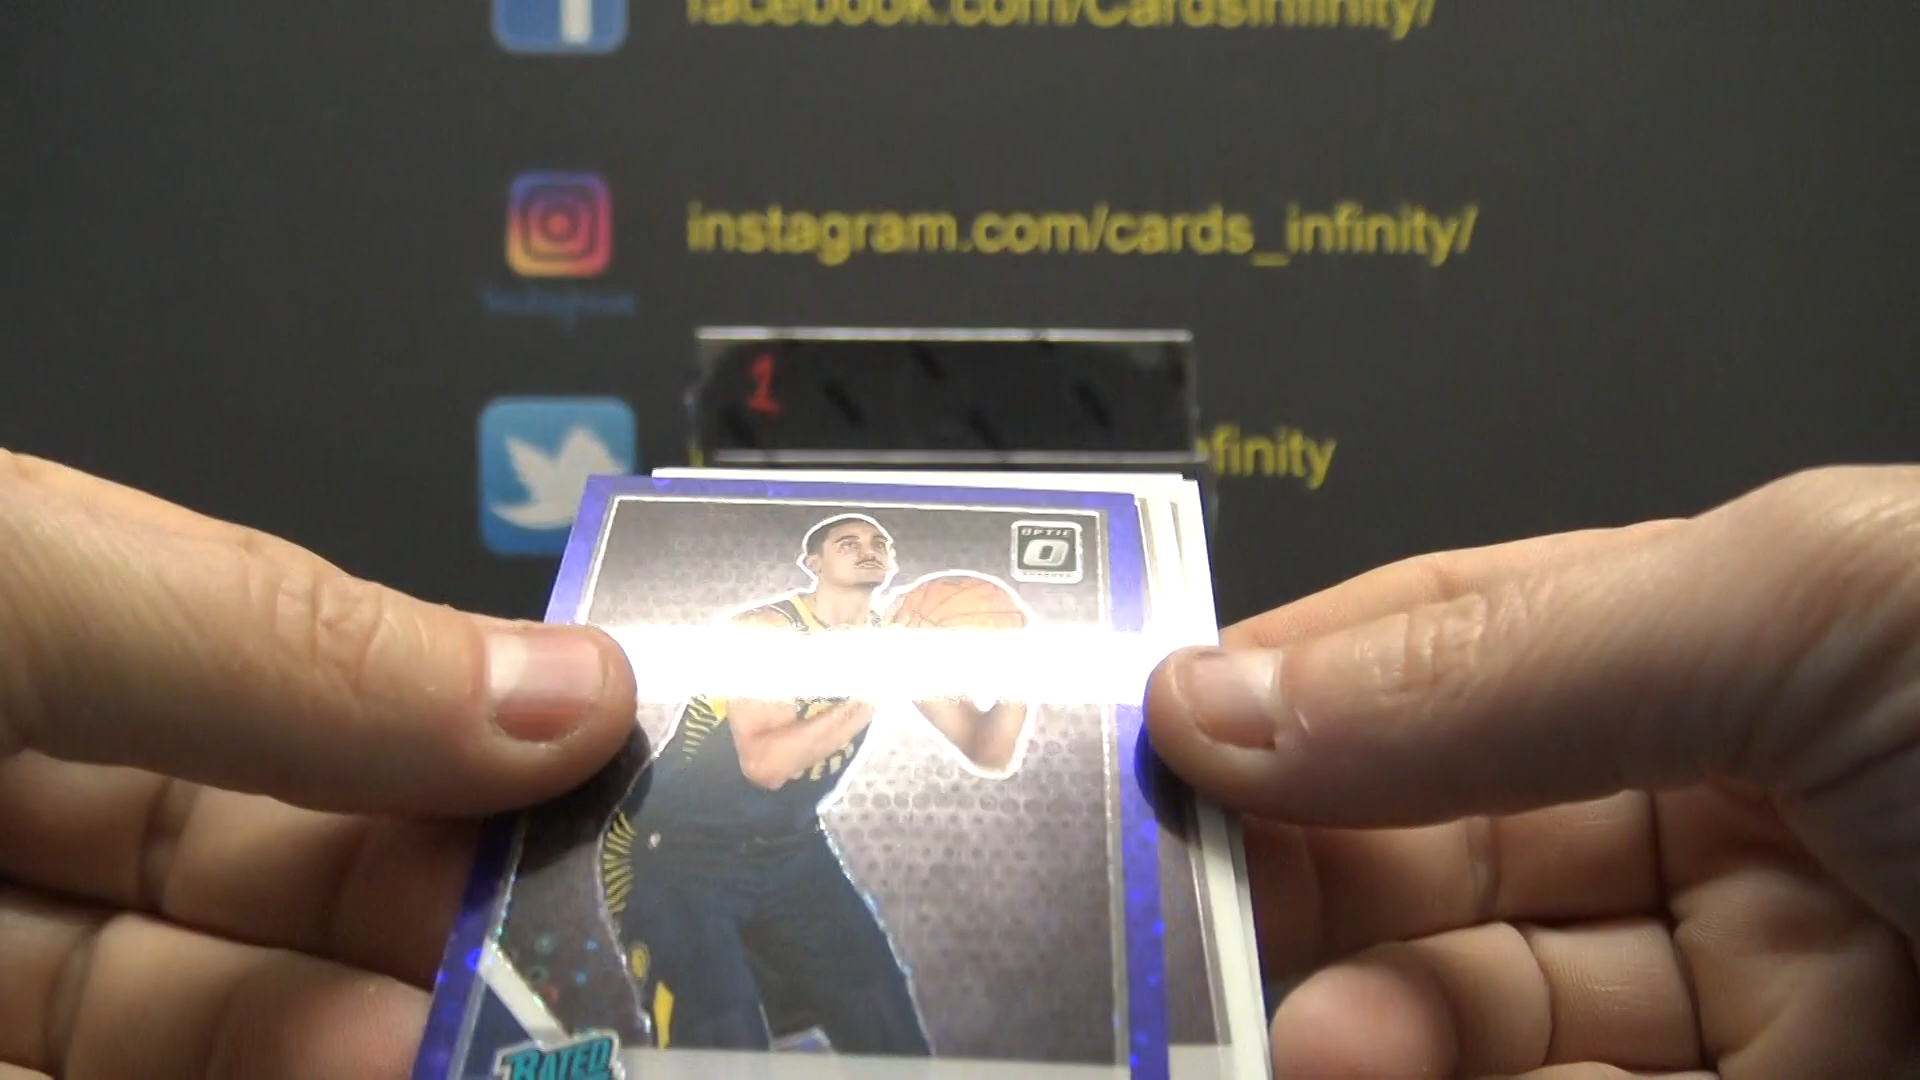 facebook.com/Cardsinfinity/
instagram.com/cards_infinity/
1
finity
OPTIC
RATED